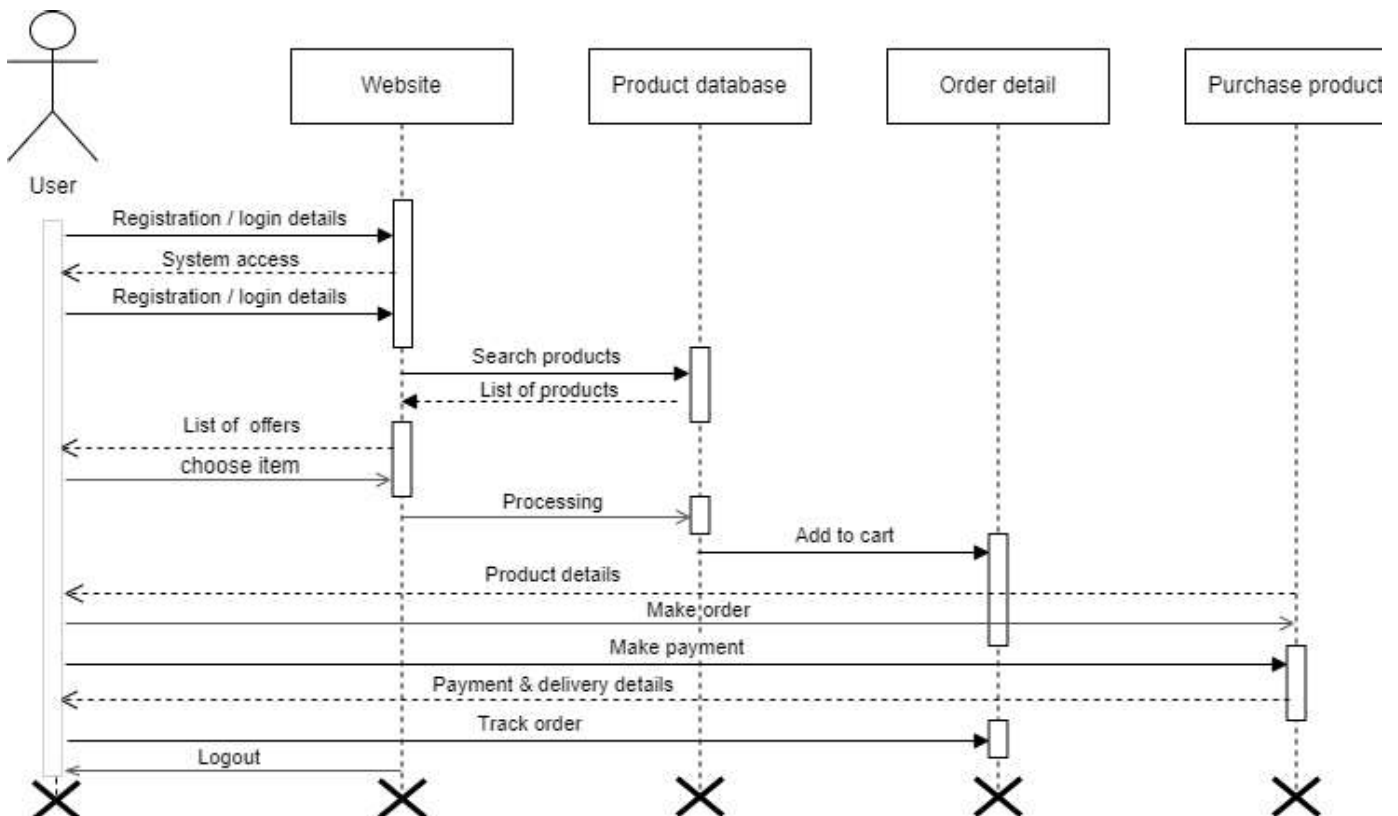 Website
Product database
Order detail
Purchase product
User
Registration / login details
System access
Registration / login details
Search products
List of products
List of  offers
choose item
Processing
Add to cart
Product details
Make order
Make payment
Payment & delivery details
Track order
Logout